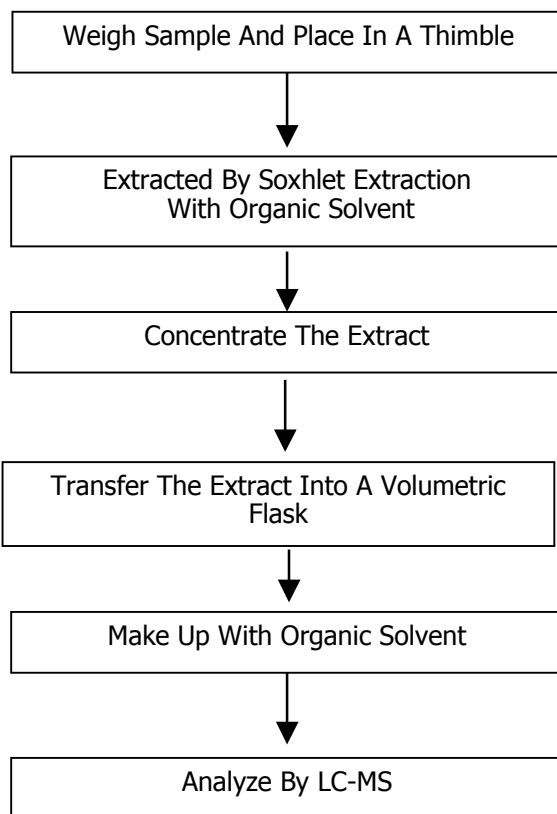 Weigh Sample And Place In A Thimble
Extracted By Soxhlet Extraction
With Organic Solvent
Concentrate The Extract
Transfer The Extract Into A Volumetric
Flask
Make Up With Organic Solvent
Analyze By LC-MS